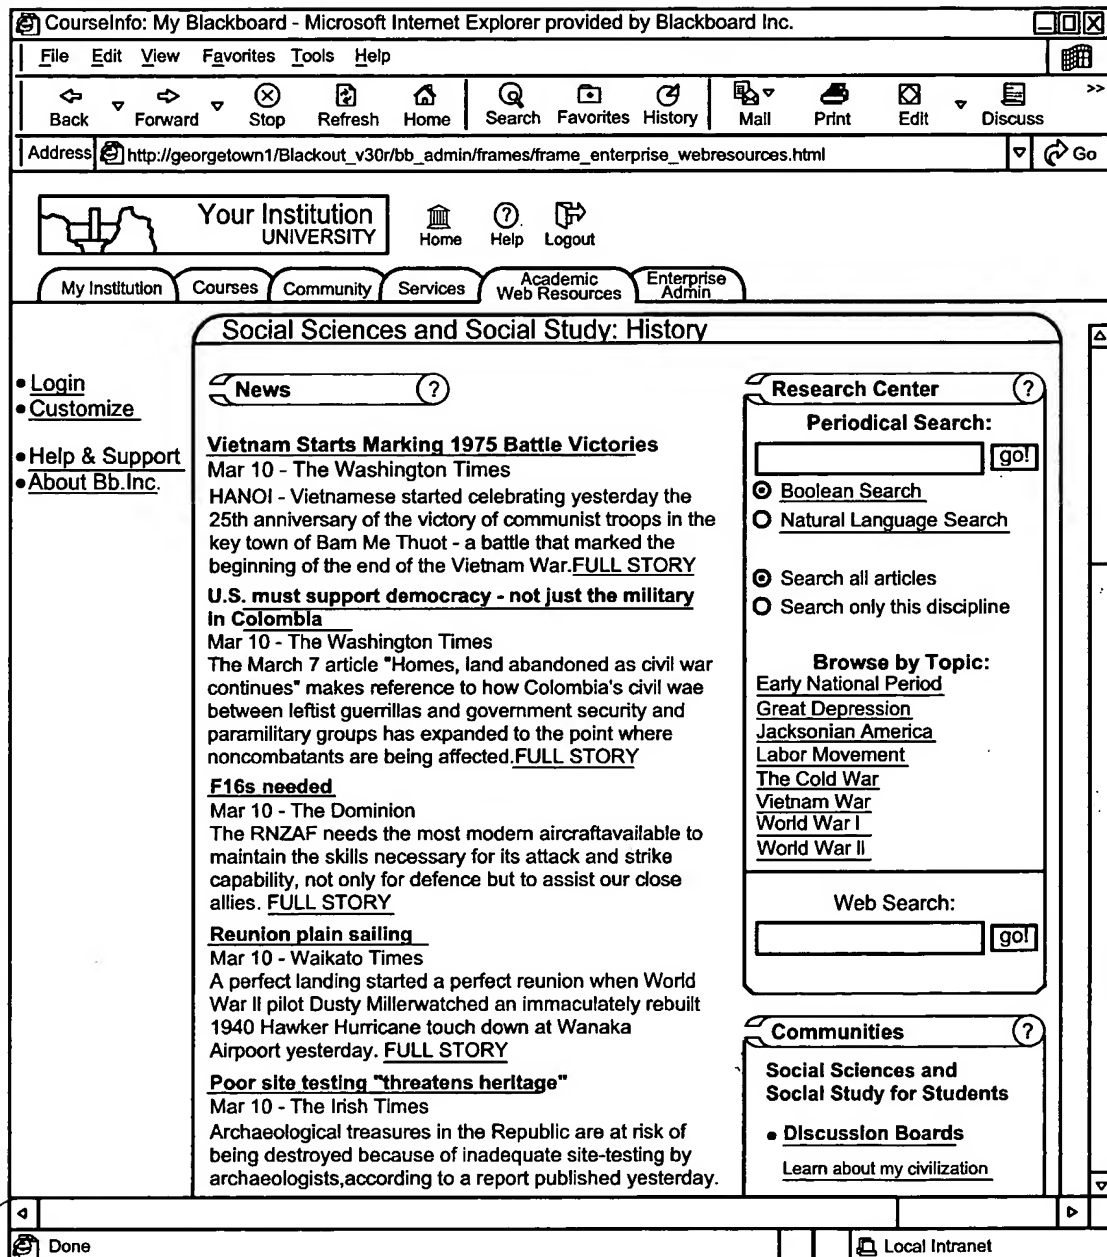 CourseInfo: My Blackboard - Microsoft Internet Explorer provided by Blackboard Inc.
File Edit View Favorites Tools Help
Back Forward Stop Refresh Home Search Favorites History Mail Print Edit Discuss >>
Address http://georgetown1/Blackout_v30r/bb_admin/frames/frame_enterprise_webresources.html Go
Your Institution
UNIVERSITY
Home Help Logout
My Institution Courses Community Services Academic Web Resources Enterprise Admin
Social Sciences and Social Study: History
• Login
• Customize
• Help & Support
• About Bb.Inc.
News ?
Vietnam Starts Marking 1975 Battle Victories
Mar 10 - The Washington Times
HANOI - Vietnamese started celebrating yesterday the
25th anniversary of the victory of communist troops in the
key town of Bam Me Thuot - a battle that marked the
beginning of the end of the Vietnam War.FULL STORY
U.S. must support democracy - not just the military
in Colombia
Mar 10 - The Washington Times
The March 7 article "Homes, land abandoned as civil war
continues" makes reference to how Colombia's civil wae
between leftist guerrillas and government security and
paramilitary groups has expanded to the point where
noncombatants are being affected.FULL STORY
F16s needed
Mar 10 - The Dominion
The RNZAF needs the most modern aircraftavailable to
maintain the skills necessary for its attack and strike
capability, not only for defence but to assist our close
allies. FULL STORY
Reunion plain sailing
Mar 10 - Waikato Times
A perfect landing started a perfect reunion when World
War II pilot Dusty Millerwatched an immaculately rebuilt
1940 Hawker Hurricane touch down at Wanaka
Airpoort yesterday. FULL STORY
Poor site testing "threatens heritage"
Mar 10 - The Irish Times
Archaeological treasures in the Republic are at risk of
being destroyed because of inadequate site-testing by
archaeologists,according to a report published yesterday.
Research Center ?
Periodical Search:
go!
Boolean Search
Natural Language Search
Search all articles
Search only this discipline
Browse by Topic:
Early National Period
Great Depression
Jacksonian America
Labor Movement
The Cold War
Vietnam War
World War I
World War II
Web Search:
go!
Communities ?
Social Sciences and
Social Study for Students
• Discussion Boards
Learn about my civilization
Done Local Intranet